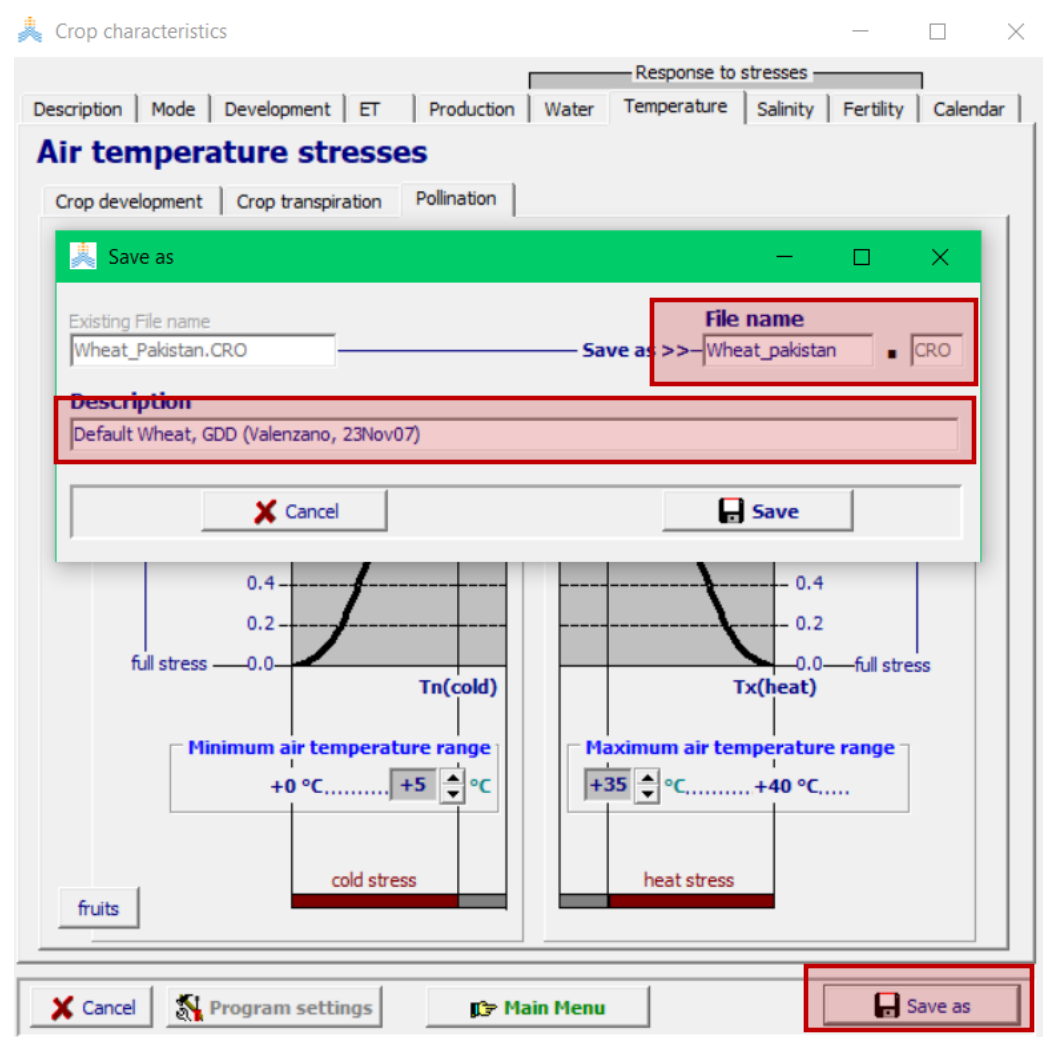 Crop characteristics
Response to stresses
Description Mode Development ET Production Water Temperature Salinity Fertility Calendar
Air temperature stresses
Crop development Crop transpiration Pollination
Save as
Existing File name File name
Wheat_Pakistan.CRO Save as >> Wheat_pakistan . CRO
Description
Default Wheat, GDD (Valenzano, 23Nov07)
Cancel Save
0.4 0.4
0.2 0.2
full stress 0.0 0.0 full stress
Tn(cold) Tx(heat)
Minimum air temperature range Maximum air temperature range
+0 °C.......... +5 °C +35 °C.......... +40 °C.....
cold stress heat stress
fruits
Cancel Program settings Main Menu Save as